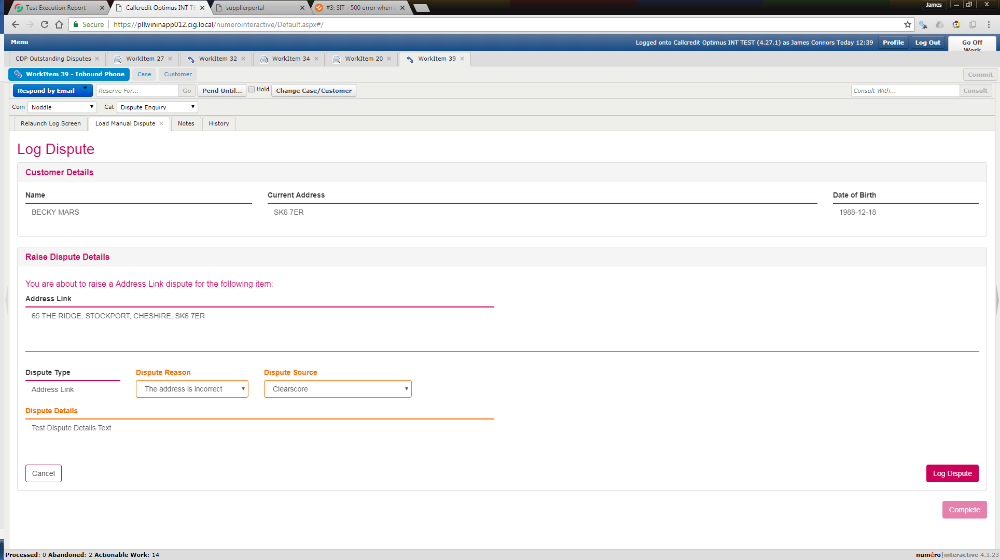 Test Execution Report
Callcredit Optimus INT TE
supplierportal
#3: SIT - 500 error when
James
Secure
https://pllwininapp012.cig.local/numerointeractive/Default.aspx#/
Menu
Logged onto Callcredit Optimus INT TEST (4.27.1) as James Connors Today 12:39
Profile
Log Out
Go Off Work
CDP Outstanding Disputes
WorkItem 27
WorkItem 32
WorkItem 34
WorkItem 20
WorkItem 39
WorkItem 39 - Inbound Phone
Case
Customer
Commit
Respond by Email
Reserve For...
Go
Pend Until...
Hold
Change Case/Customer
Consult With...
Consult
Com
Noddle
Cat
Dispute Enquiry
Relaunch Log Screen
Load Manual Dispute
Notes
History
Log Dispute
Customer Details
Name
Current Address
Date of Birth
BECKY MARS
SK6 7ER
1988-12-18
Raise Dispute Details
You are about to raise a Address Link dispute for the following item:
Address Link
65 THE RIDGE, STOCKPORT, CHESHIRE, SK6 7ER
Dispute Type
Dispute Reason
Dispute Source
Address Link
The address is incorrect
Clearscore
Dispute Details
Test Dispute Details Text
Cancel
Log Dispute
Complete
Processed: 0 Abandoned: 2 Actionable Work: 14
numéro|interactive 4.3.23